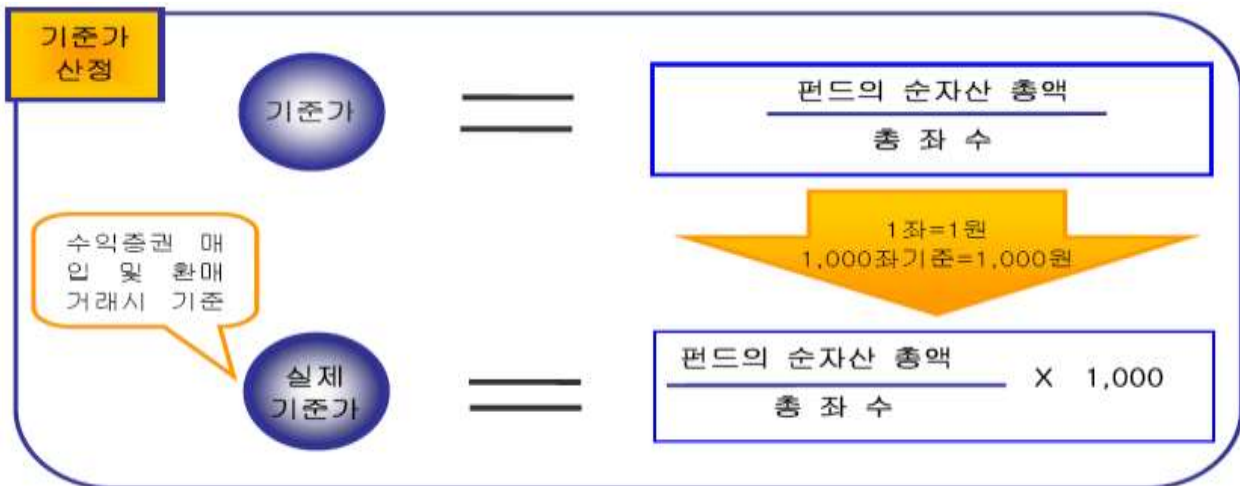 기준가
산정
기준가
펀드의 순자산 총액
총 좌 수
1좌=1원
1,000좌기준=1,000원
수익증권 매
입 및 환매
거래시 기준
실제
기준가
펀드의 순자산 총액
총 좌 수
X 1,000